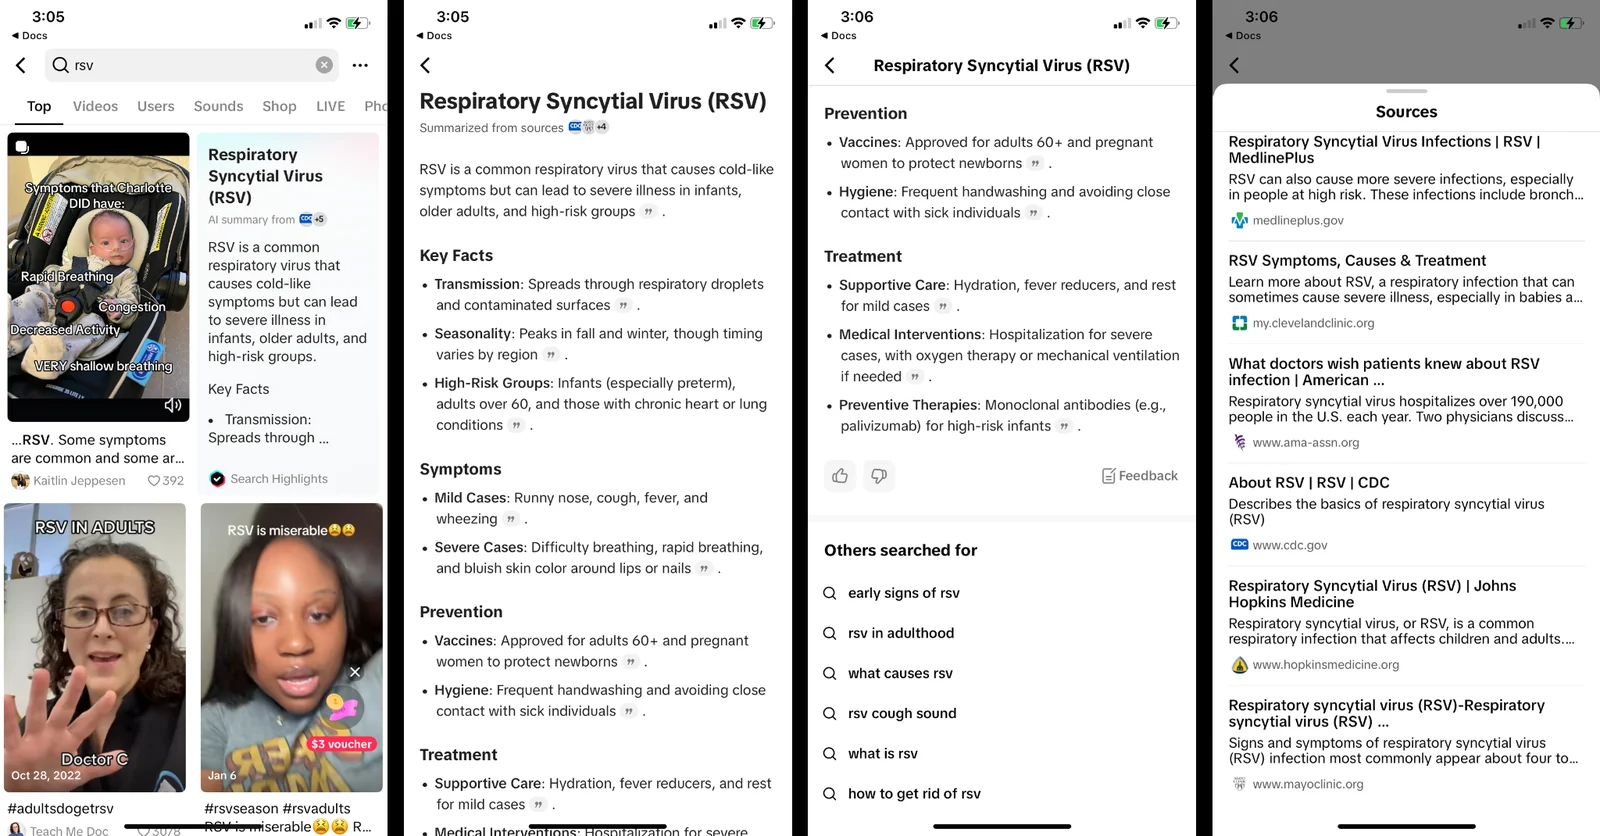 3:05
◄ Docs
rsv
Top Videos Users Sounds Shop LIVE Pho
Symptoms that Charlotte
DID have:
Rapid Breathing
Congestion
Decreased Activity
VERY shallow breathing
...RSV. Some symptoms
are common and some ar...
Kaitlin Jeppesen 392
Respiratory
Syncytial Virus
(RSV)
AI summary from CDC +5
RSV is a common
respiratory virus that
causes cold-like
symptoms but can lead
to severe illness in
infants, older adults, and
high-risk groups.
Key Facts
• Transmission:
Spreads through ...
Search Highlights
RSV IN ADULTS
Doctor C
Oct 28, 2022
#adultsdogetrsv
Teach Me Doc 3078
RSV is miserable😫😫
$3 voucher
Jan 6
#rsvseason #rsvadults
RSV is miserable😫😫 R...
3:05
◄ Docs
Respiratory Syncytial Virus (RSV)
Summarized from sources CDC +4
RSV is a common respiratory virus that causes cold-like
symptoms but can lead to severe illness in infants,
older adults, and high-risk groups ” .
Key Facts
• Transmission: Spreads through respiratory droplets
and contaminated surfaces ” .
• Seasonality: Peaks in fall and winter, though timing
varies by region ” .
• High-Risk Groups: Infants (especially preterm),
adults over 60, and those with chronic heart or lung
conditions ” .
Symptoms
• Mild Cases: Runny nose, cough, fever, and
wheezing ” .
• Severe Cases: Difficulty breathing, rapid breathing,
and bluish skin color around lips or nails ” .
Prevention
• Vaccines: Approved for adults 60+ and pregnant
women to protect newborns ” .
• Hygiene: Frequent handwashing and avoiding close
contact with sick individuals ” .
Treatment
• Supportive Care: Hydration, fever reducers, and rest
for mild cases ” .
• Medical Interventions: Hospitalization for severe
3:06
◄ Docs
Respiratory Syncytial Virus (RSV)
Prevention
• Vaccines: Approved for adults 60+ and pregnant
women to protect newborns ” .
• Hygiene: Frequent handwashing and avoiding close
contact with sick individuals ” .
Treatment
• Supportive Care: Hydration, fever reducers, and rest
for mild cases ” .
• Medical Interventions: Hospitalization for severe
cases, with oxygen therapy or mechanical ventilation
if needed ” .
• Preventive Therapies: Monoclonal antibodies (e.g.,
palivizumab) for high-risk infants ” .
Feedback
Others searched for
early signs of rsv
rsv in adulthood
what causes rsv
rsv cough sound
what is rsv
how to get rid of rsv
3:06
◄ Docs
Sources
Respiratory Syncytial Virus Infections | RSV |
MedlinePlus
RSV can also cause more severe infections, especially
in people at high risk. These infections include bronch...
medlineplus.gov
RSV Symptoms, Causes & Treatment
Learn more about RSV, a respiratory infection that can
sometimes cause severe illness, especially in babies a...
my.clevelandclinic.org
What doctors wish patients knew about RSV
infection | American ...
Respiratory syncytial virus hospitalizes over 190,000
people in the U.S. each year. Two physicians discuss...
www.ama-assn.org
About RSV | RSV | CDC
Describes the basics of respiratory syncytial virus
(RSV)
CDC www.cdc.gov
Respiratory Syncytial Virus (RSV) | Johns
Hopkins Medicine
Respiratory syncytial virus, or RSV, is a common
respiratory infection that affects children and adults....
www.hopkinsmedicine.org
Respiratory syncytial virus (RSV)-Respiratory
syncytial virus (RSV) ...
Signs and symptoms of respiratory syncytial virus
(RSV) infection most commonly appear about four to...
www.mayoclinic.org